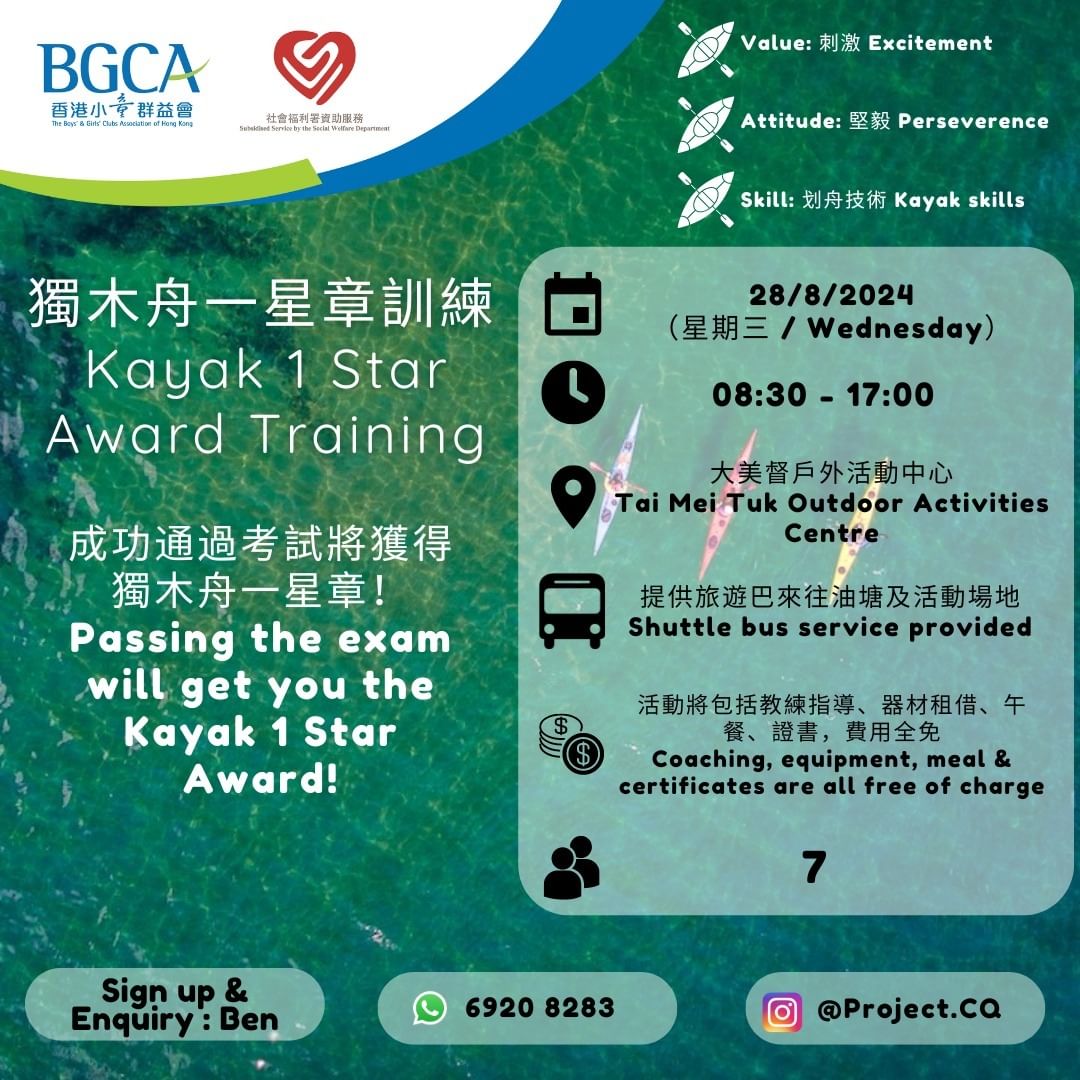 BGCA
香港小童群益會
The Boys' & Girls' Clubs Association of Hong Kong
社會福利署資助服務
Subsidised Service by the Social Welfare Department
Value: 刺激 Excitement
Attitude: 堅毅 Perseverence
Skill: 划舟技術 Kayak skills
獨木舟一星章訓練
Kayak 1 Star
Award Training
成功通過考試將獲得
獨木舟一星章!
Passing the exam
will get you the
Kayak 1 Star
Award!
28/8/2024
（星期三 / Wednesday）
08:30 - 17:00
大美督戶外活動中心
Tai Mei Tuk Outdoor Activities
Centre
提供旅遊巴來往油塘及活動場地
Shuttle bus service provided
活動將包括教練指導、器材租借、午
餐、證書，費用全免
Coaching, equipment, meal &
certificates are all free of charge
7
Sign up &
Enquiry : Ben
6920 8283
@Project.CQ